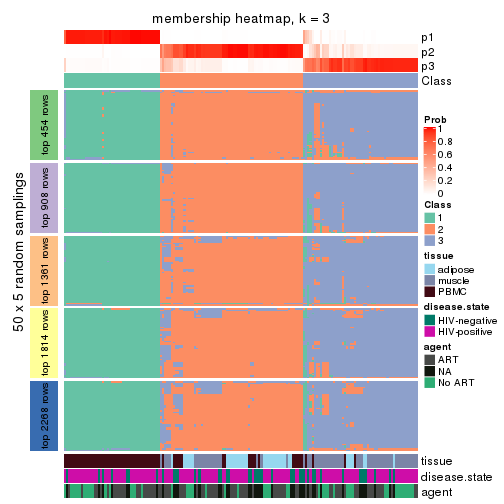 membership heatmap, k = 3
p1
p2
p3
Class
50 x 5 random samplings
top 454 rows
top 908 rows
top 1361 rows
top 1814 rows
top 2268 rows
Prob
1
0.8
0.6
0.4
0.2
0
Class
1
2
3
tissue
adipose
muscle
PBMC
disease.state
HIV-negative
HIV-positive
agent
ART
NA
No ART
tissue
disease.state
agent